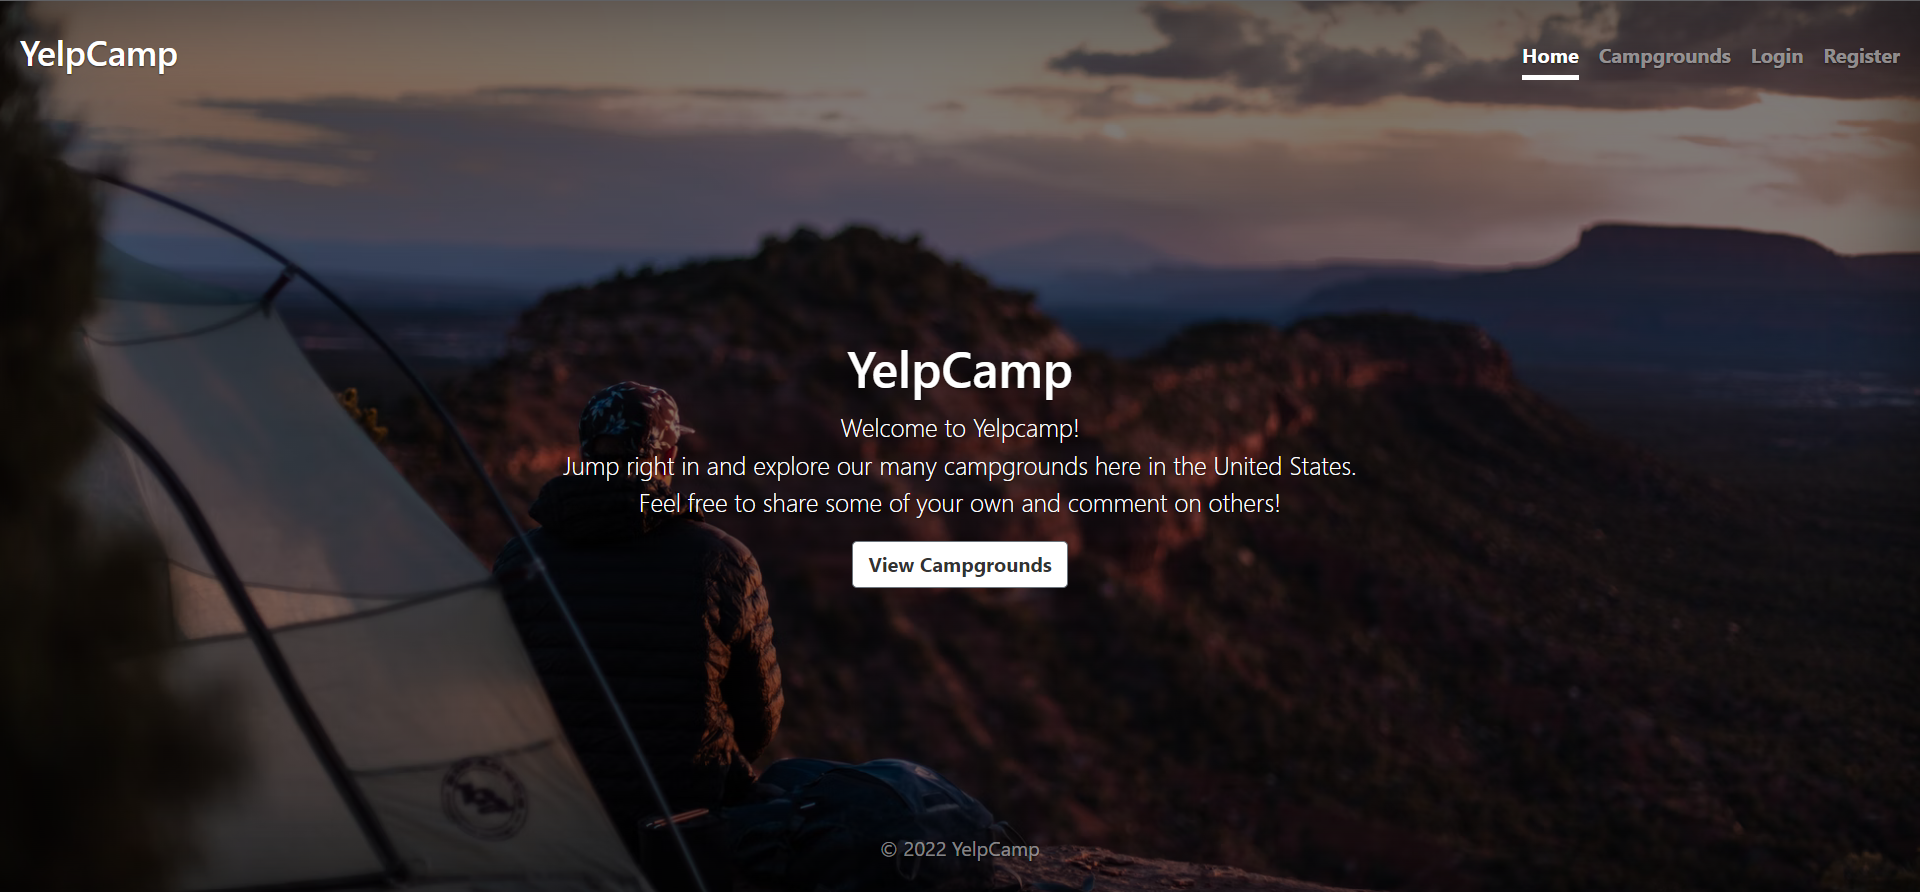 YelpCamp
Home Campgrounds Login Register
YelpCamp
Welcome to Yelpcamp!
Jump right in and explore our many campgrounds here in the United States.
Feel free to share some of your own and comment on others!
View Campgrounds
© 2022 YelpCamp